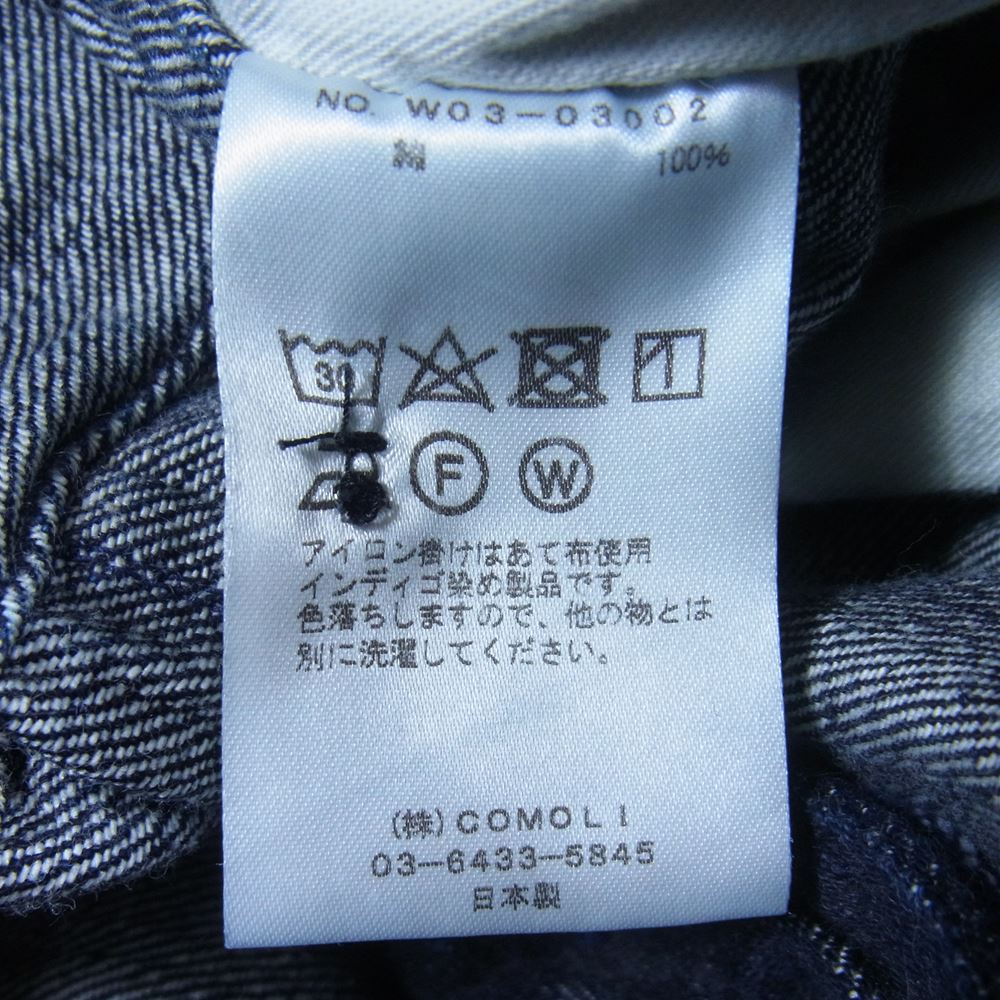 NO. W03-03002
綿 100%
30
F W
アイロン掛けはあて布使用
インディゴ染め製品です。
色落ちしますので、他の物とは
別に洗濯してください。
(株)COMOLI
03-6433-5845
日本製